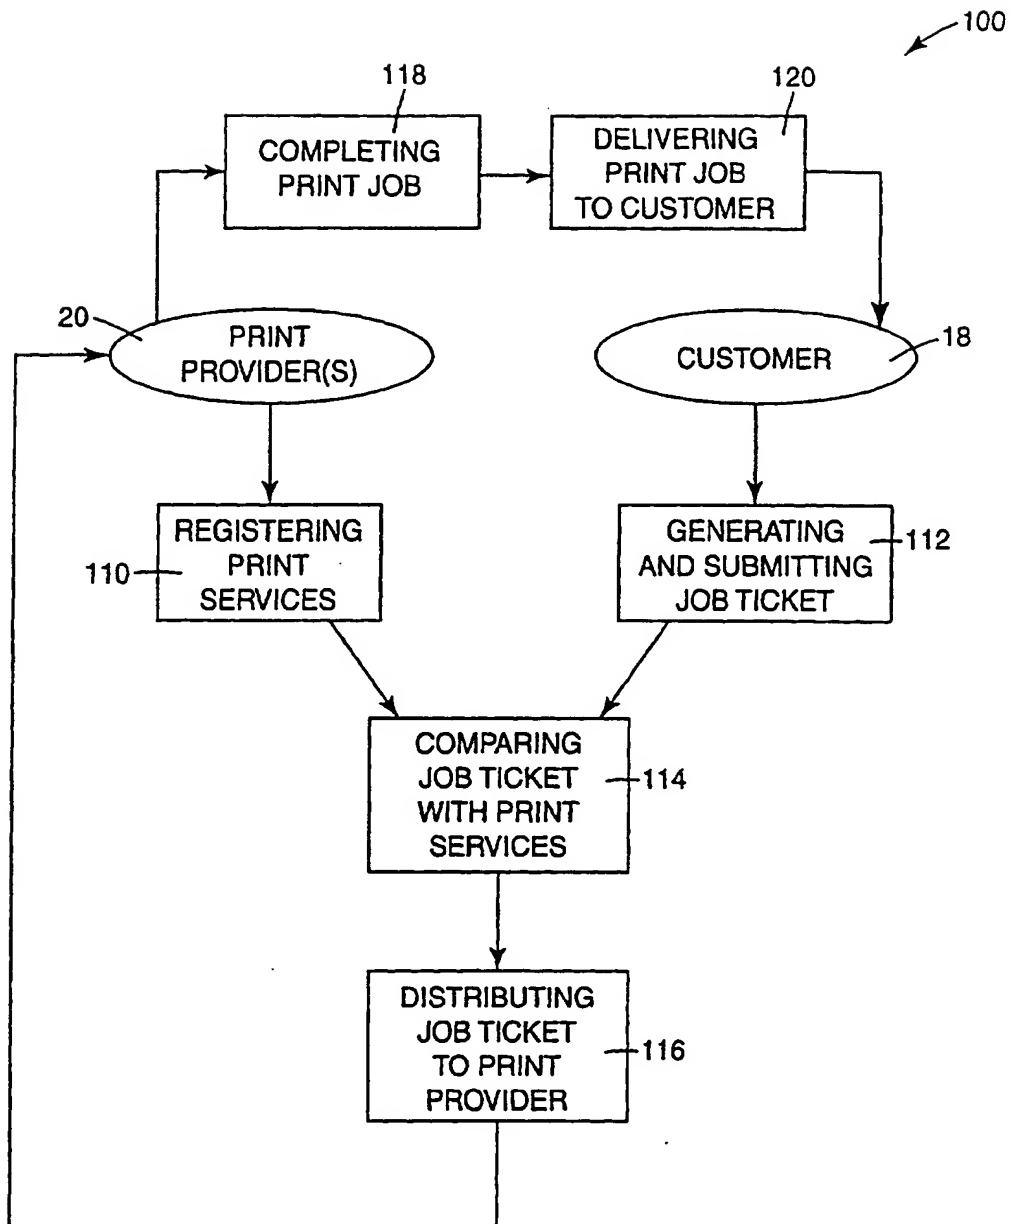 100
118
COMPLETING
PRINT JOB
120
DELIVERING
PRINT JOB
TO CUSTOMER
20
PRINT
PROVIDER(S)
CUSTOMER
18
REGISTERING
PRINT
SERVICES
110
GENERATING
AND SUBMITTING
JOB TICKET
112
COMPARING
JOB TICKET
WITH PRINT
SERVICES
114
DISTRIBUTING
JOB TICKET
TO PRINT
PROVIDER
116